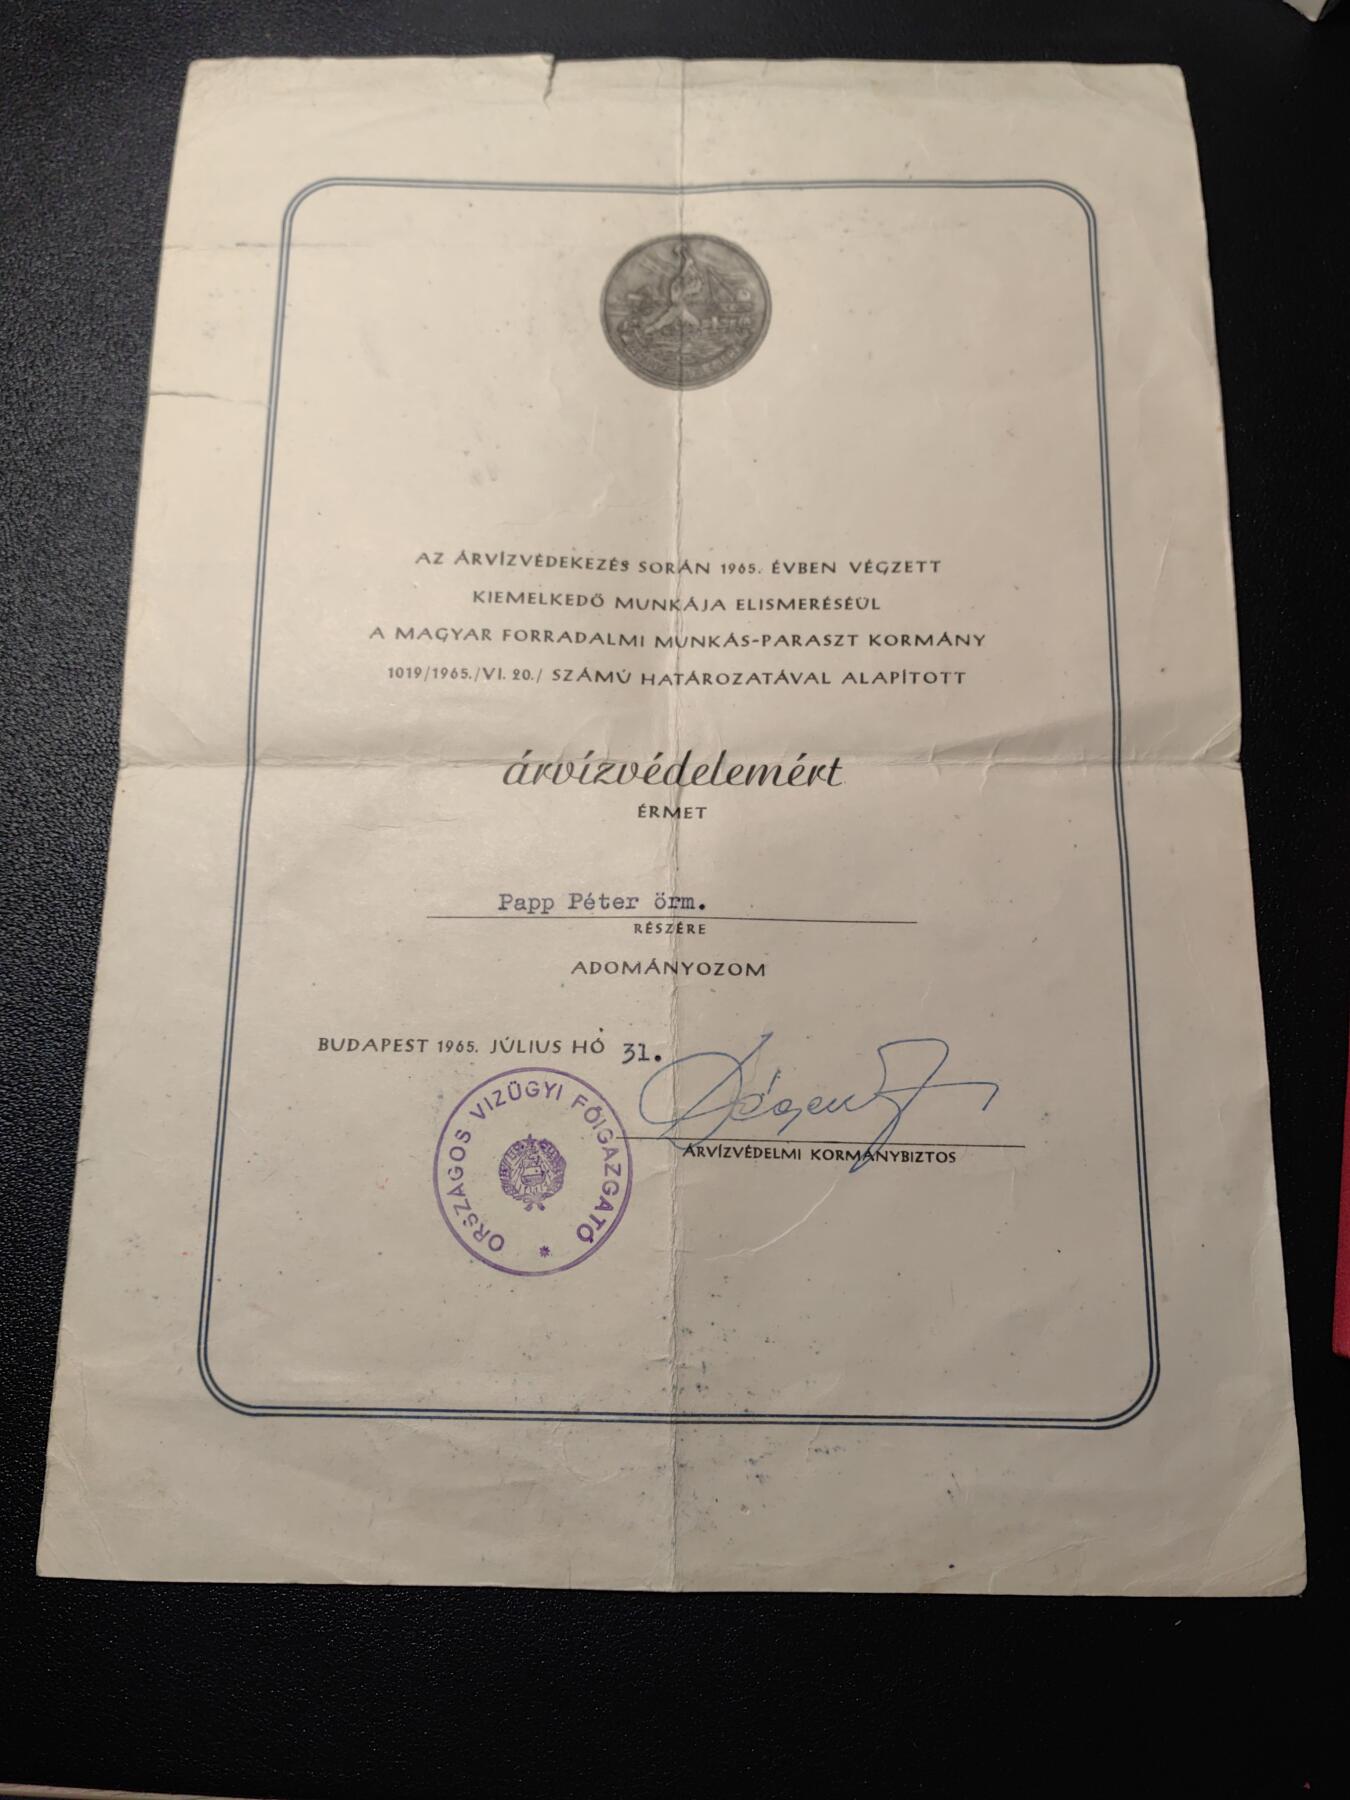 AZ ÁRVÍZVÉDEKEZÉS SORÁN 1965. ÉVBEN VÉGZETT
KIEMELKEDŐ MUNKÁJA ELISMERÉSÉÜL
A MAGYAR FORRADALMI MUNKÁS-PARASZT KORMÁNY
1019/1965./VI. 20./ SZÁMÚ HATÁROZATÁVAL ALAPÍTOTT
árvízvédelemért
ÉRMET
Papp Péter örm.
RÉSZÉRE
ADOMÁNYOZOM
BUDAPEST 1965. JÚLIUS HÓ 31.
ORSZÁGOS VIZÜGYI FŐIGAZGATÓ *
ÁRVÍZVÉDELMI KORMÁNYBIZTOS